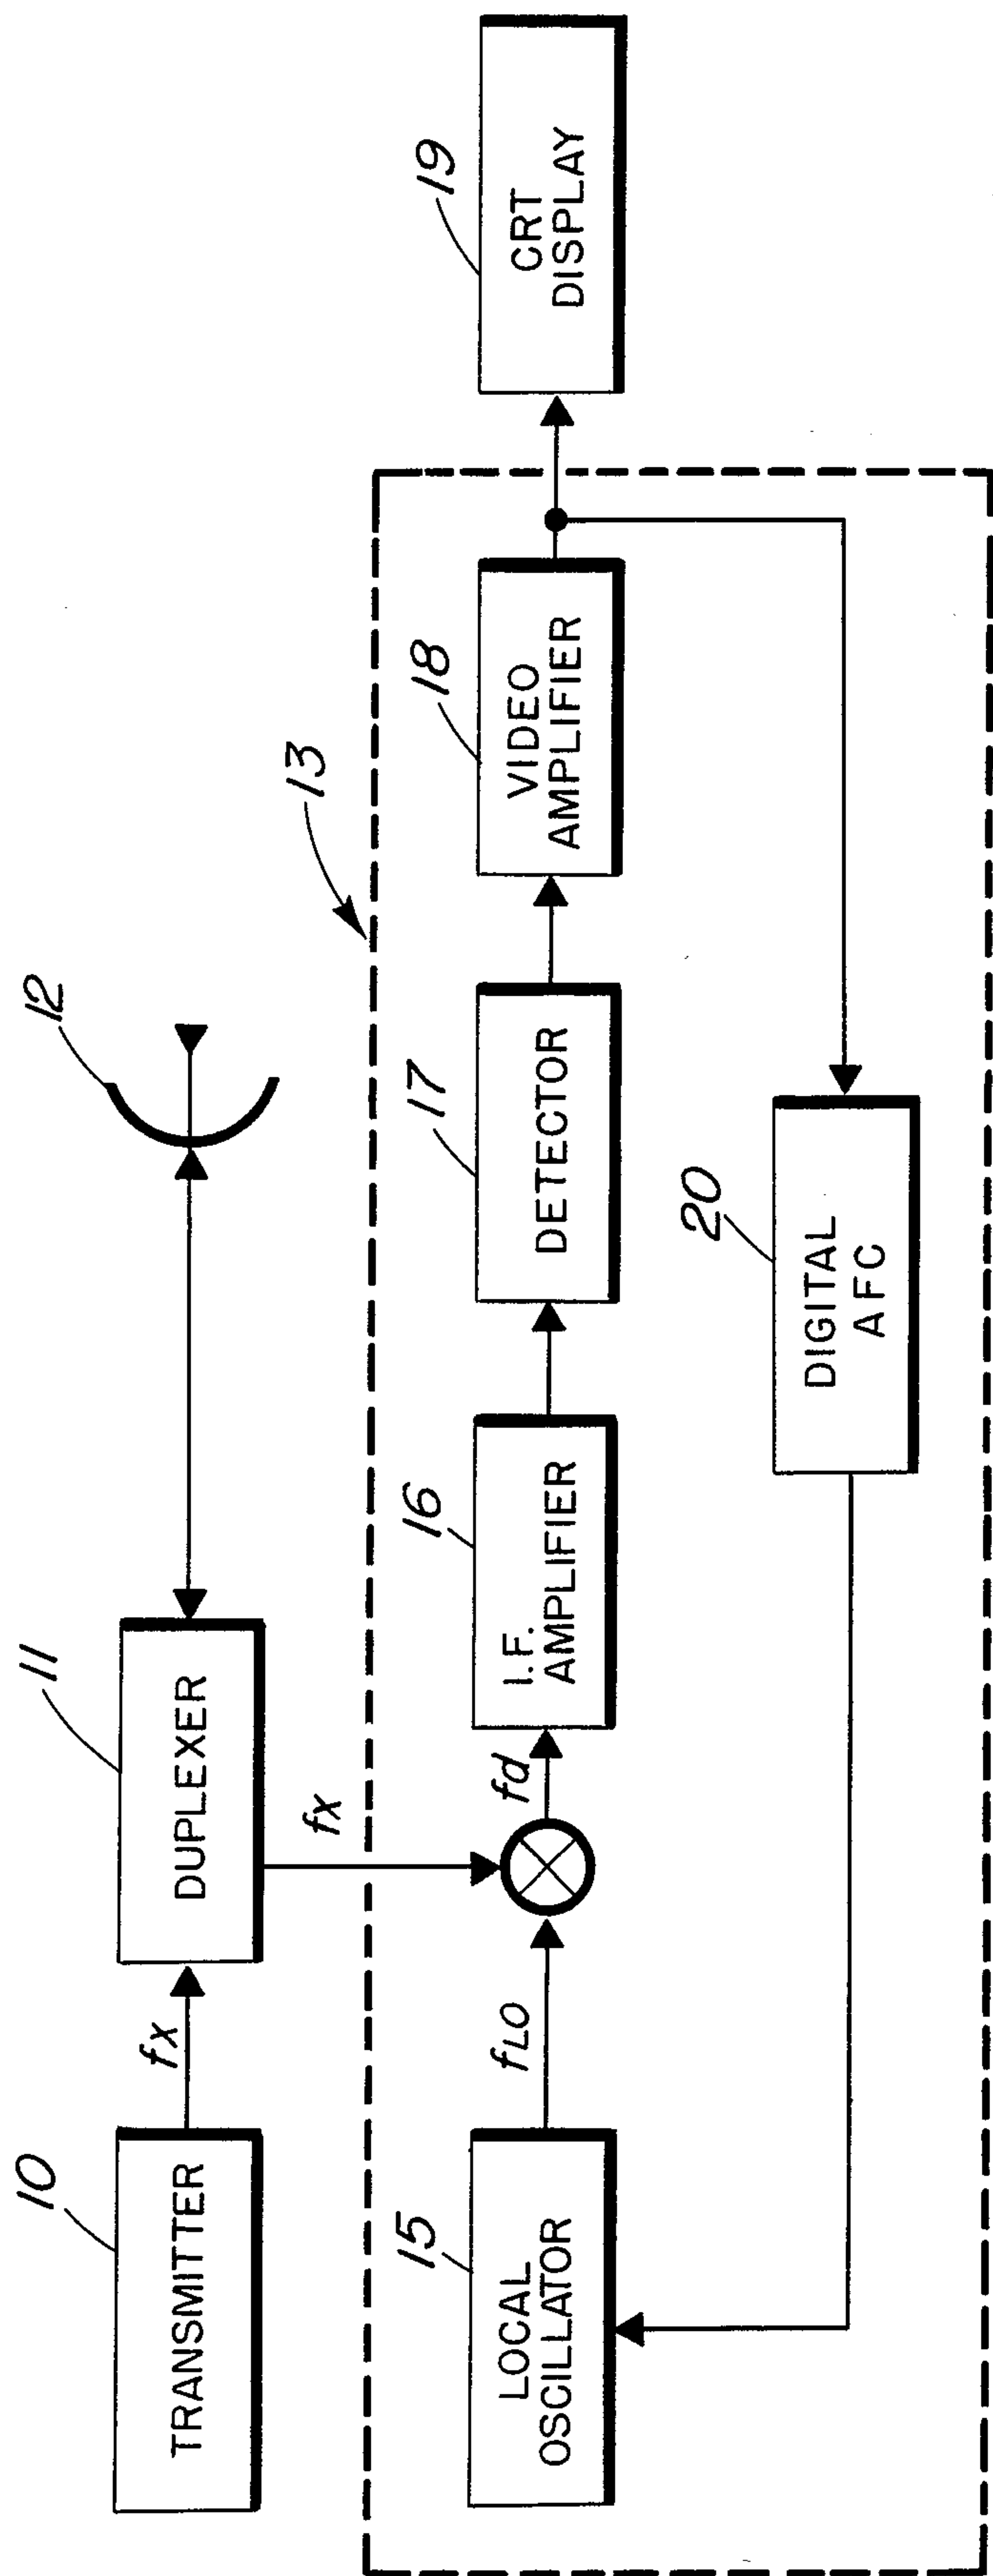 10
TRANSMITTER
fX
11
DUPLEXER
12
fX
13
15
LOCAL
OSCILLATOR
fLO
fd
16
I.F.
AMPLIFIER
17
DETECTOR
18
VIDEO
AMPLIFIER
19
CRT
DISPLAY
20
DIGITAL
AFC